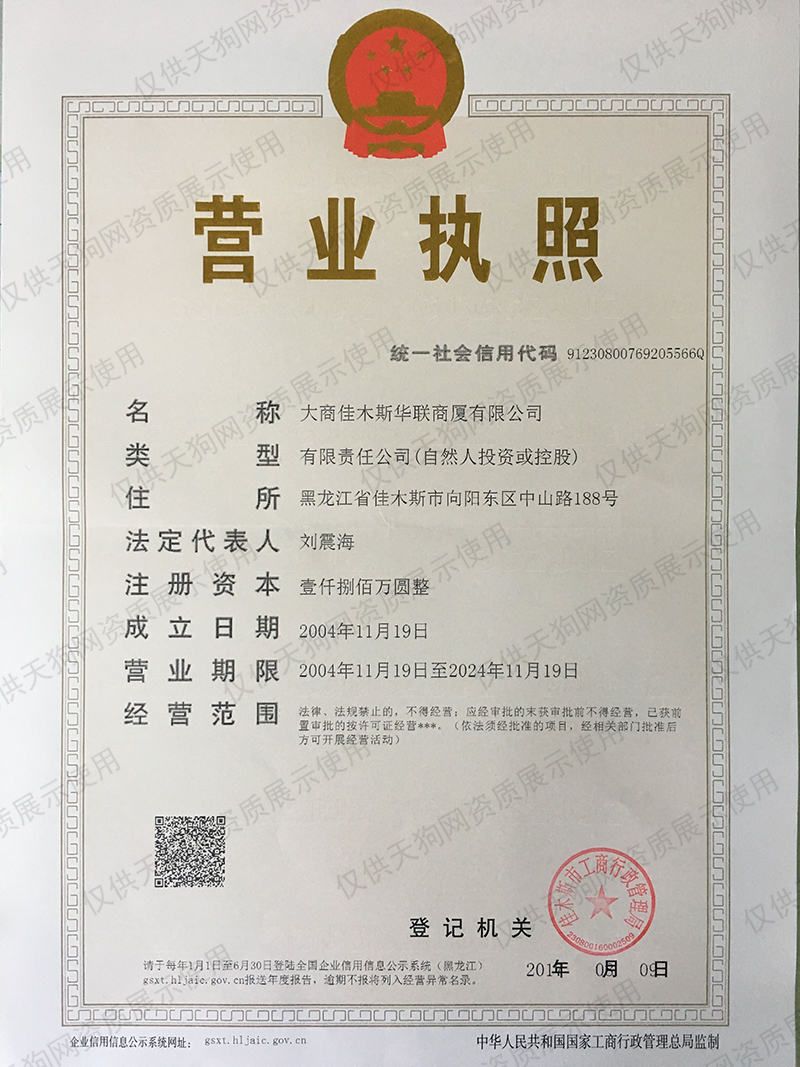 营业执照
统一社会信用代码 91230800769205566Q
名称 大商佳木斯华联商厦有限公司
类型 有限责任公司(自然人投资或控股)
住所 黑龙江省佳木斯市向阳东区中山路188号
法定代表人 刘震海
注册资本 壹仟捌佰万圆整
成立日期 2004年11月19日
营业期限 2004年11月19日至2024年11月19日
经营范围 法律、法规禁止的，不得经营；应经审批的未获审批前不得经营，已获前
置审批的按许可证经营***。（依法须经批准的项目，经相关部门批准后
方可开展经营活动）
佳木斯市工商行政管理局
230800160002509
登记机关
请于每年1月1日至6月30日登陆全国企业信用信息公示系统（黑龙江）
gsxt.hljaic.gov.cn报送年度报告，逾期不报将列入经营异常名录。
年 月 09日
企业信用信息公示系统网址： gsxt.hljaic.gov.cn
中华人民共和国国家工商行政管理总局监制
仅供天狗网资质展示使用